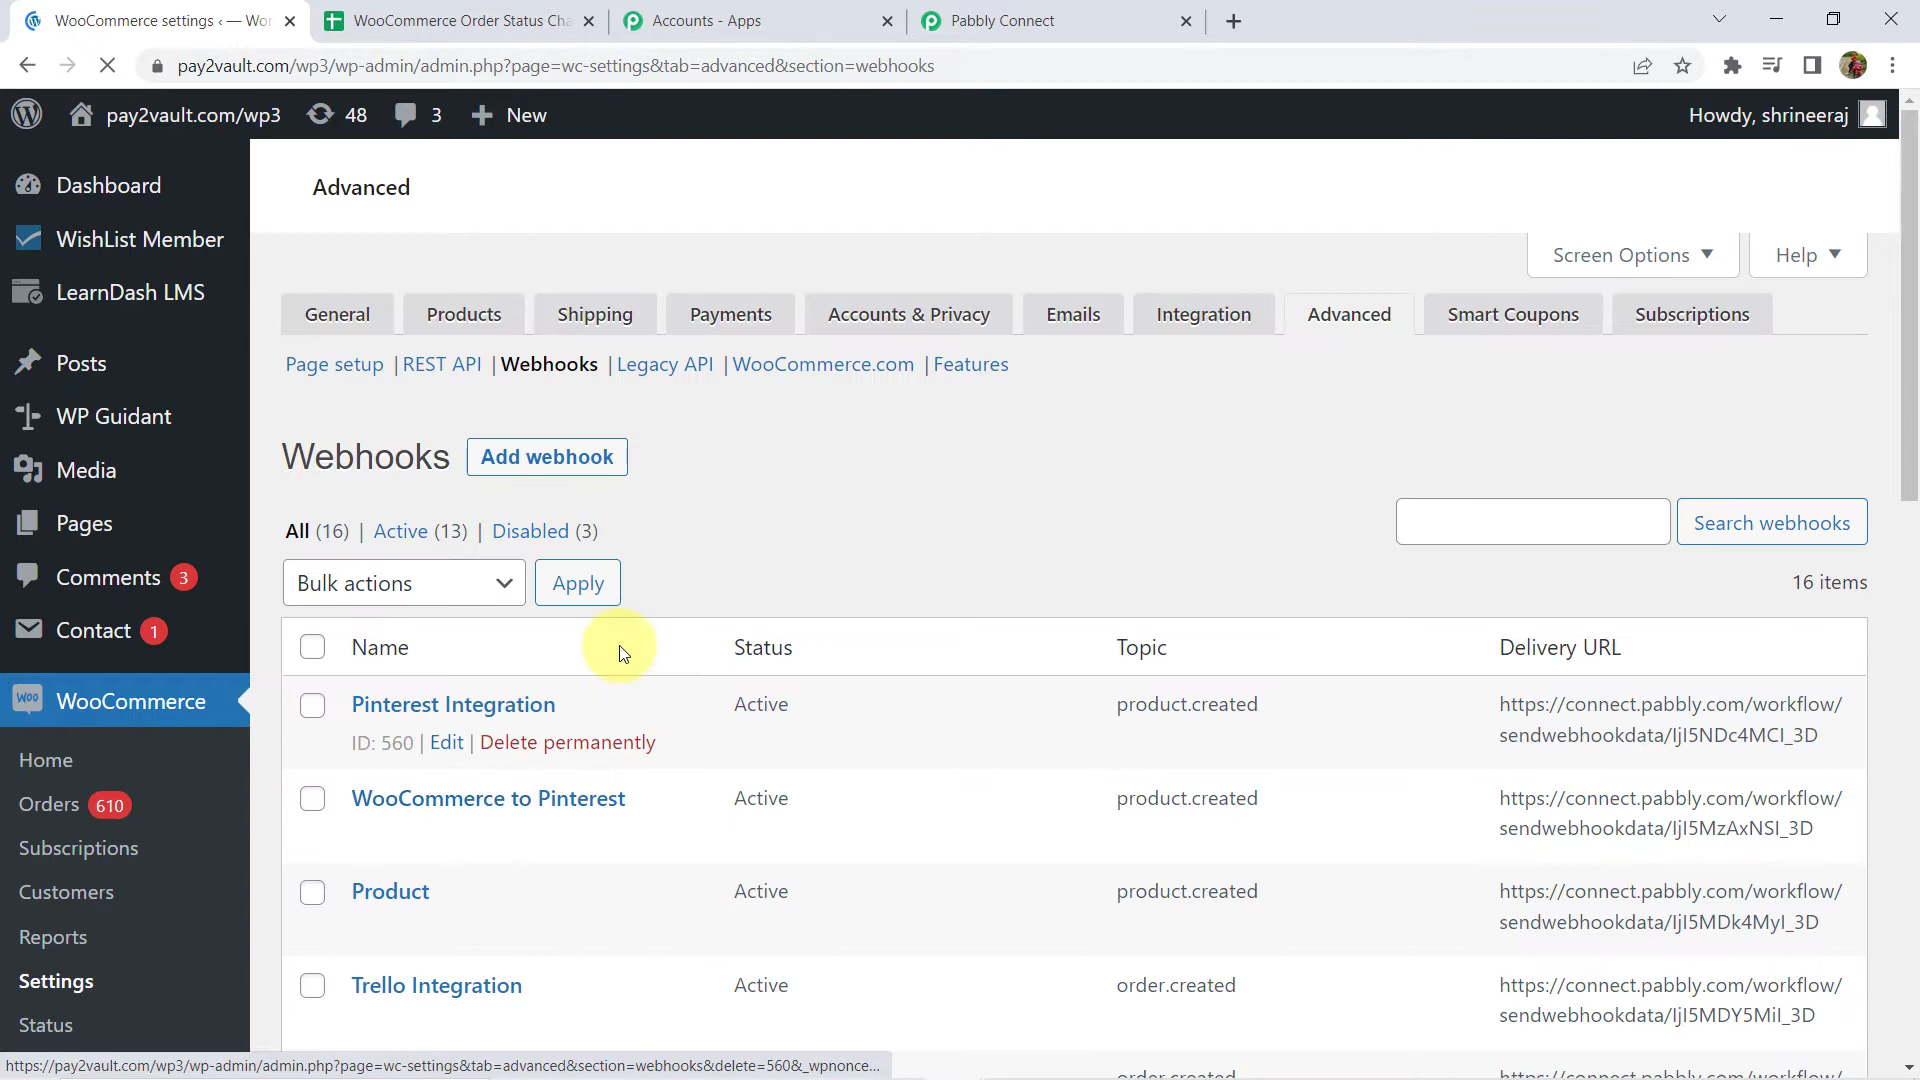 WooCommerce settings ‹ — Wor
WooCommerce Order Status Cha
Accounts - Apps
Pabbly Connect
pay2vault.com/wp3/wp-admin/admin.php?page=wc-settings&tab=advanced&section=webhooks
pay2vault.com/wp3
48
3
New
Howdy, shrineeraj
Dashboard
WishList Member
LearnDash LMS
Posts
WP Guidant
Media
Pages
Comments 3
Contact 1
Woo WooCommerce
Home
Orders 610
Subscriptions
Customers
Reports
Settings
Status
Advanced
Screen Options ▼
Help ▼
General
Products
Shipping
Payments
Accounts & Privacy
Emails
Integration
Advanced
Smart Coupons
Subscriptions
Page setup | REST API | Webhooks | Legacy API | WooCommerce.com | Features
Webhooks
Add webhook
All (16) | Active (13) | Disabled (3)
Search webhooks
Bulk actions
Apply
16 items
Name Status Topic Delivery URL
Pinterest Integration Active product.created https://connect.pabbly.com/workflow/
sendwebhookdata/IjI5NDc4MCI_3D
ID: 560 | Edit | Delete permanently
WooCommerce to Pinterest Active product.created https://connect.pabbly.com/workflow/
sendwebhookdata/IjI5MzAxNSI_3D
Product Active product.created https://connect.pabbly.com/workflow/
sendwebhookdata/IjI5MDk4MyI_3D
Trello Integration Active order.created https://connect.pabbly.com/workflow/
sendwebhookdata/IjI5MDY5MiI_3D
order.created https://connect.pabbly.com/workflow/
https://pay2vault.com/wp3/wp-admin/admin.php?page=wc-settings&tab=advanced&section=webhooks&delete=560&_wpnonce...